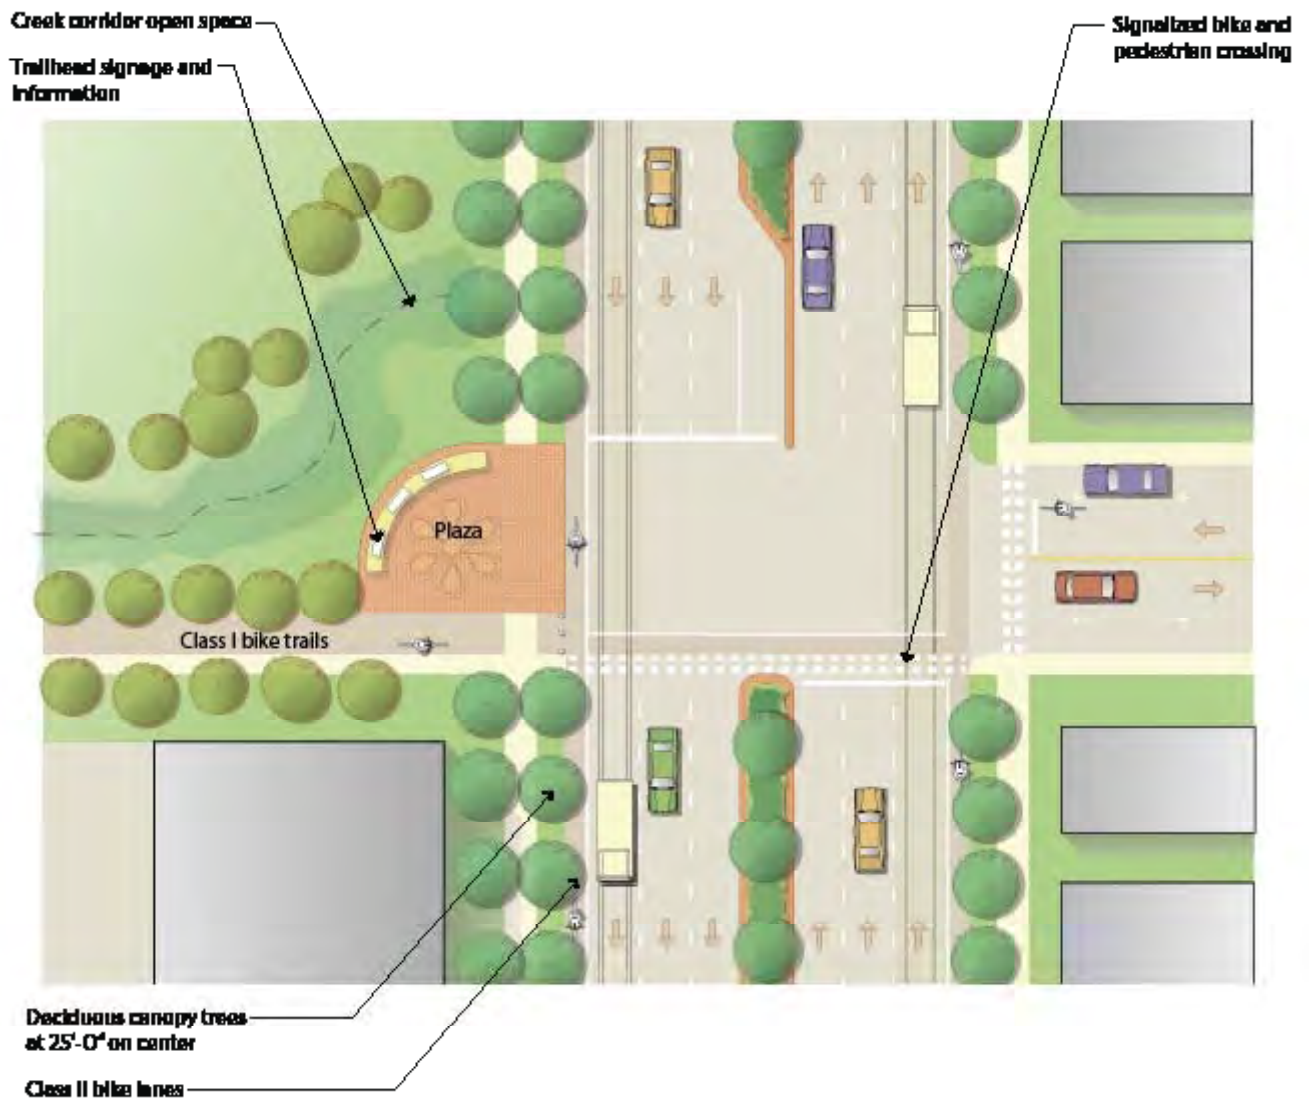 Creek corridor open space
Trailhead signage and
information
Signalized bike and
pedestrian crossing
Plaza
Class I bike trails
Deciduous canopy trees
at 25'-0" on center
Class II bike lanes